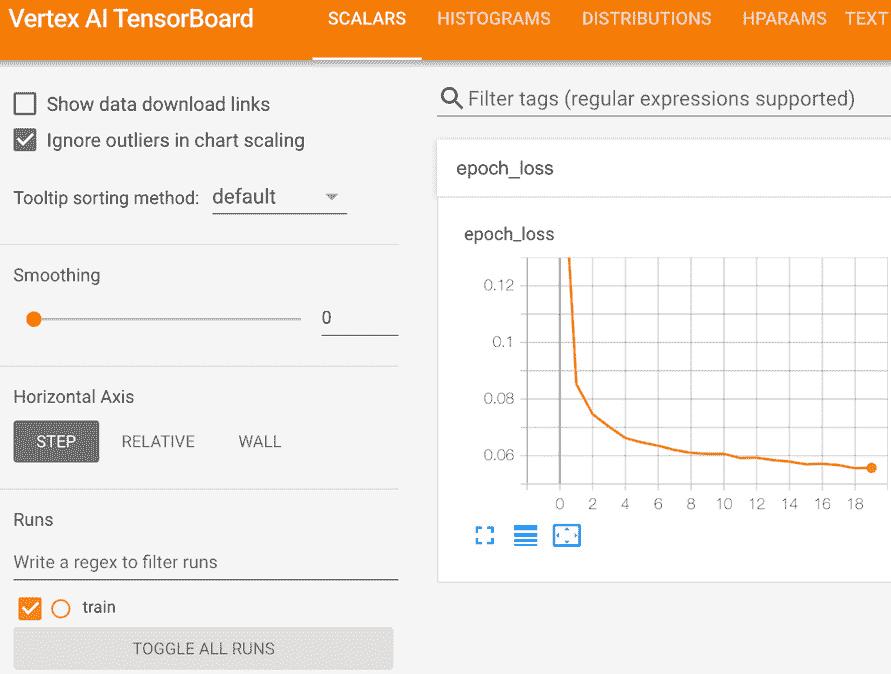 Vertex AI TensorBoard
SCALARS HISTOGRAMS DISTRIBUTIONS HPARAMS TEXT
Show data download links
Ignore outliers in chart scaling
Tooltip sorting method: default
Smoothing
0
Horizontal Axis
STEP RELATIVE WALL
Runs
Write a regex to filter runs
train
TOGGLE ALL RUNS
Filter tags (regular expressions supported)
epoch_loss
epoch_loss
0.12
0.1
0.08
0.06
0 2 4 6 8 10 12 14 16 18